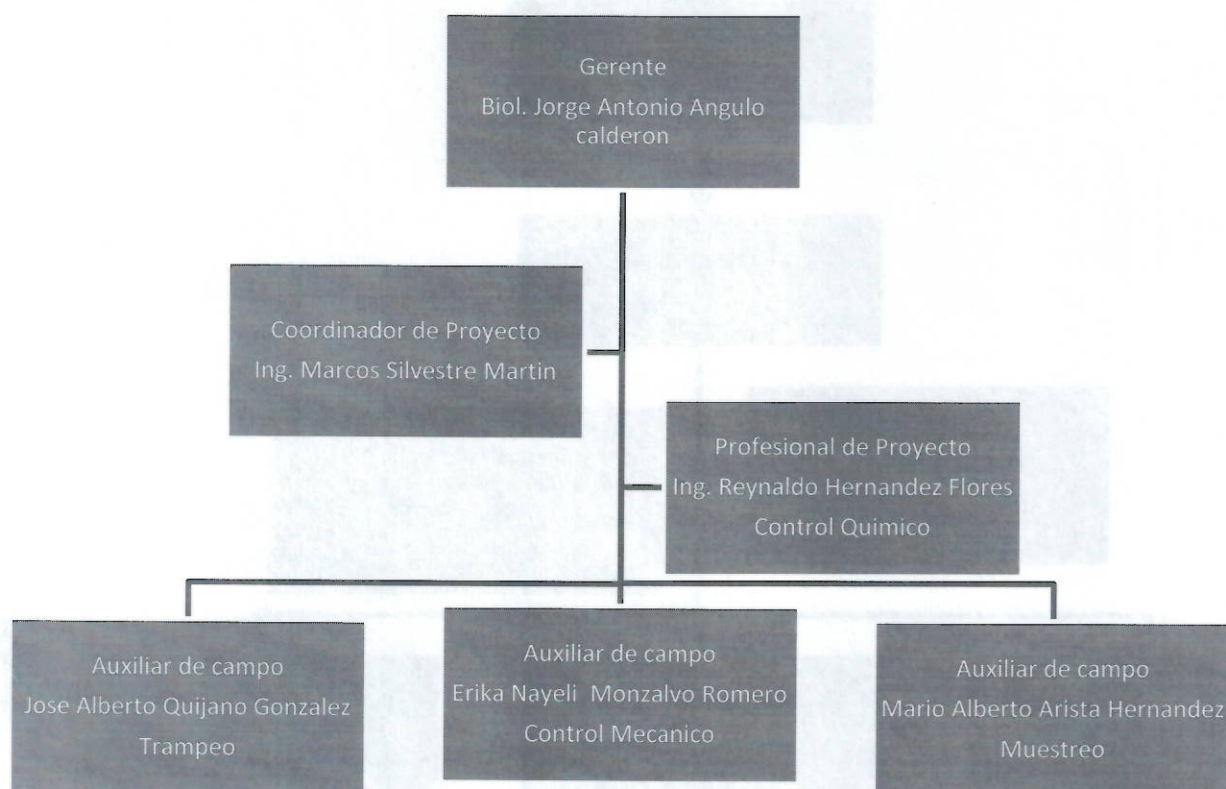 Gerente
Biol. Jorge Antonio Angulo
calderon
Coordinador de Proyecto
Ing. Marcos Silvestre Martin
Profesional de Proyecto
Ing. Reynaldo Hernandez Flores
Control Quimico
Auxiliar de campo
Jose Alberto Quijano Gonzalez
Trampeo
Auxiliar de campo
Erika Nayeli Monzalvo Romero
Control Mecanico
Auxiliar de campo
Mario Alberto Arista Hernandez
Muestreo